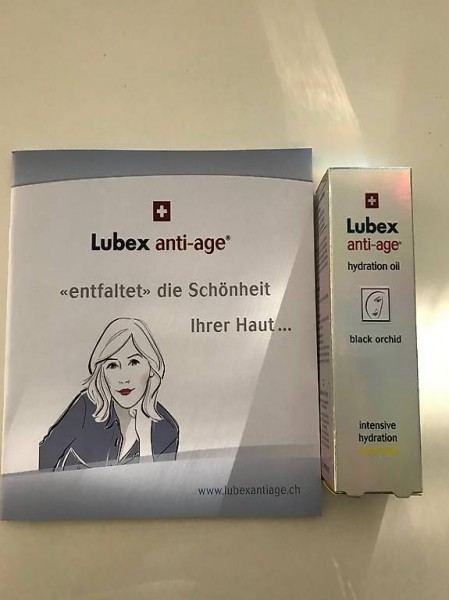 Lubex anti-age®
«entfaltet» die Schönheit
Ihrer Haut...
www.lubexantiage.ch
Lubex
anti-age®
hydration oil
black orchid
intensive
hydration